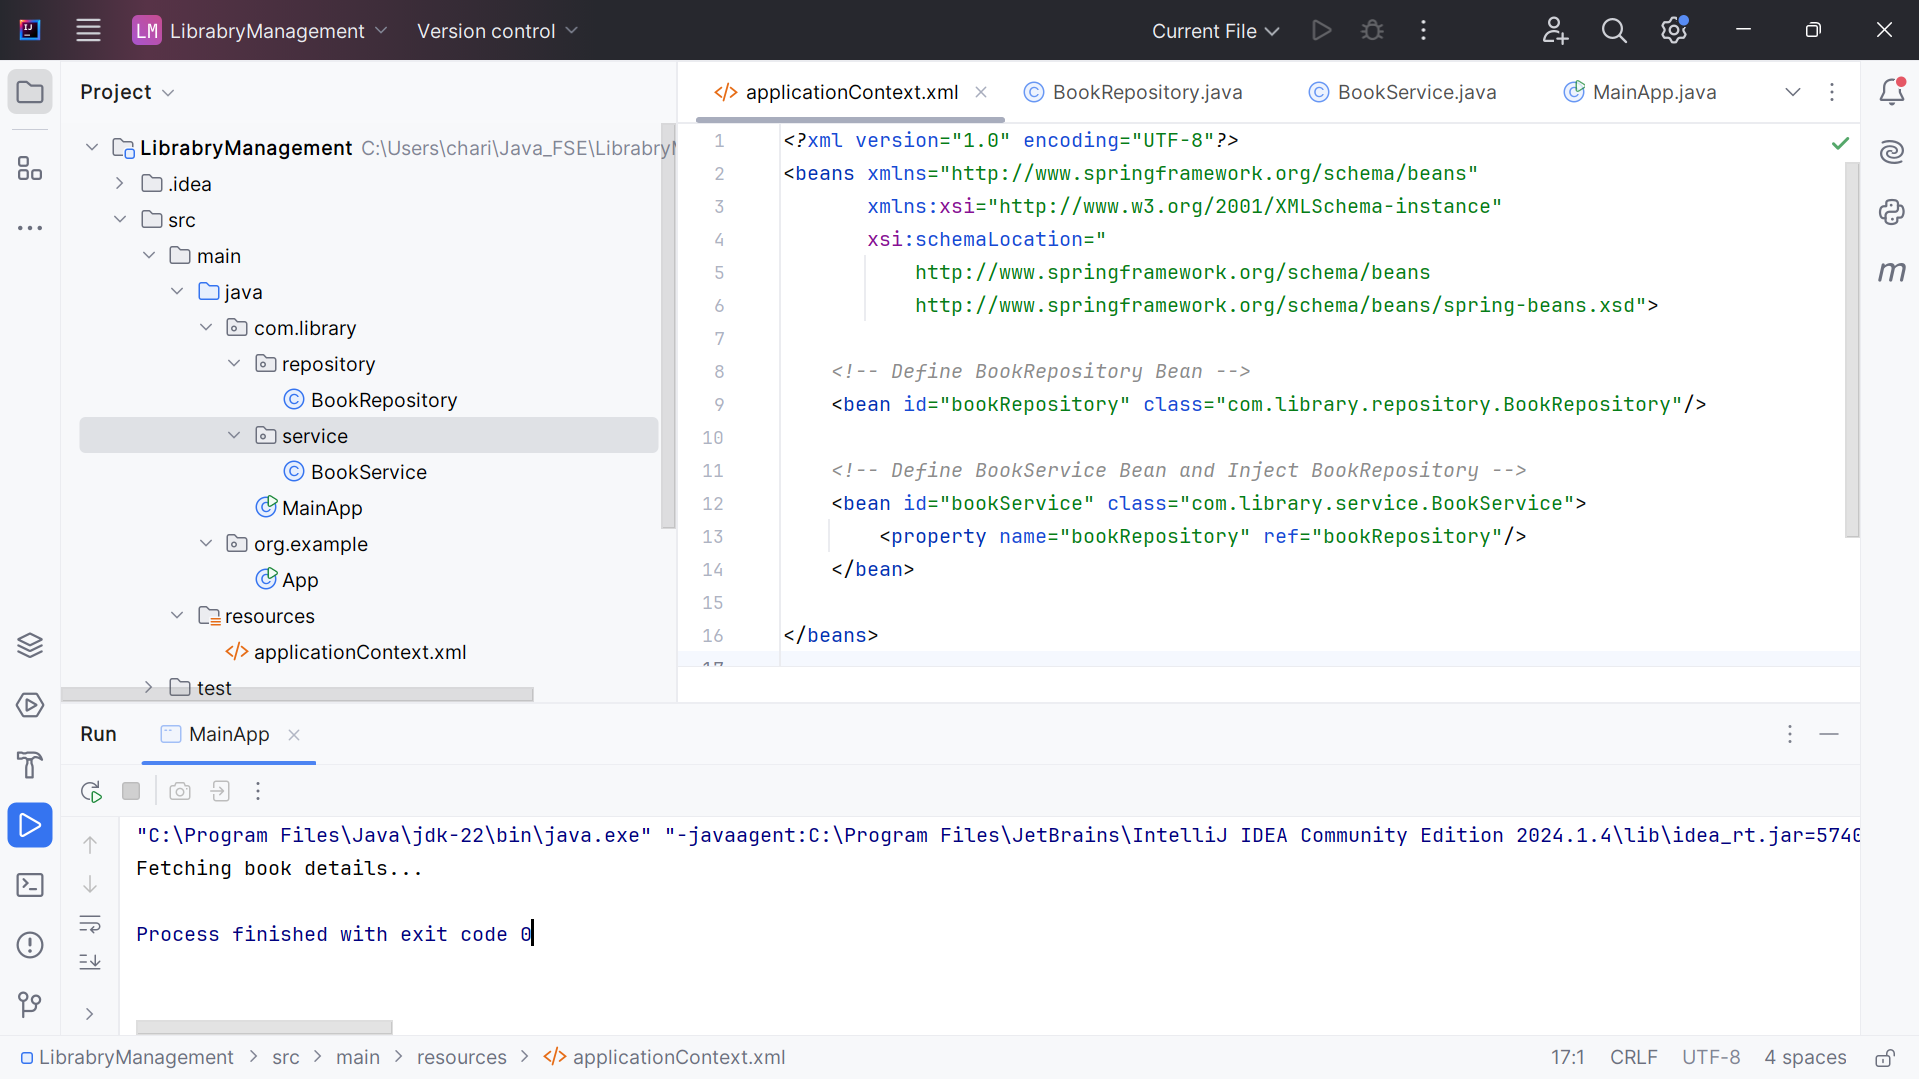 LM LibrabryManagement Version control Current File
Project
LibrabryManagement C:\Users\chari\Java_FSE\Librabry
.idea
src
main
java
com.library
repository
BookRepository
service
BookService
MainApp
org.example
App
resources
applicationContext.xml
test
applicationContext.xml BookRepository.java BookService.java MainApp.java
1 <?xml version="1.0" encoding="UTF-8"?>
2 <beans xmlns="http://www.springframework.org/schema/beans"
3 xmlns:xsi="http://www.w3.org/2001/XMLSchema-instance"
4 xsi:schemaLocation="
5 http://www.springframework.org/schema/beans
6 http://www.springframework.org/schema/beans/spring-beans.xsd">
7
8 <!-- Define BookRepository Bean -->
9 <bean id="bookRepository" class="com.library.repository.BookRepository"/>
10
11 <!-- Define BookService Bean and Inject BookRepository -->
12 <bean id="bookService" class="com.library.service.BookService">
13 <property name="bookRepository" ref="bookRepository"/>
14 </bean>
15
16 </beans>
17
m
Run MainApp
"C:\Program Files\Java\jdk-22\bin\java.exe" "-javaagent:C:\Program Files\JetBrains\IntelliJ IDEA Community Edition 2024.1.4\lib\idea_rt.jar=5740
Fetching book details...
Process finished with exit code 0
LibrabryManagement > src > main > resources > applicationContext.xml 17:1 CRLF UTF-8 4 spaces